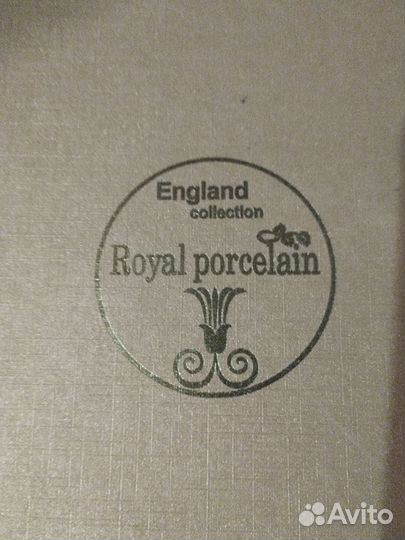 England
collection
Royal porcelain
Avito